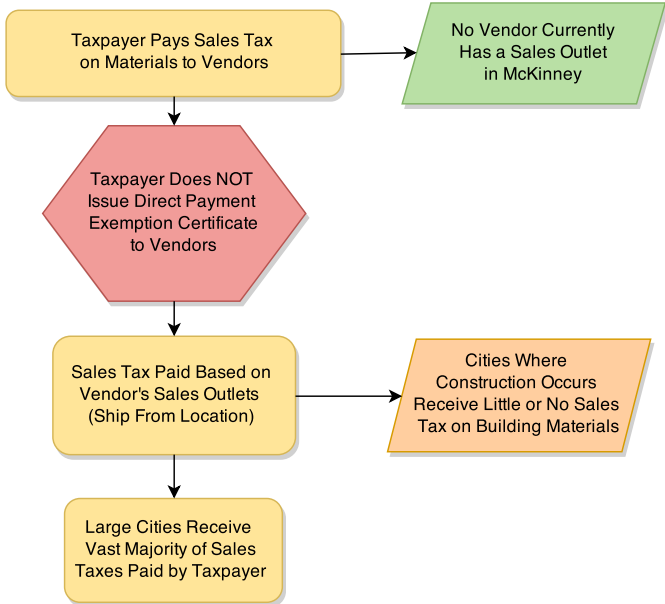 Taxpayer Pays Sales Tax
on Materials to Vendors
No Vendor Currently
Has a Sales Outlet
in McKinney
Taxpayer Does NOT
Issue Direct Payment
Exemption Certificate
to Vendors
Sales Tax Paid Based on
Vendor's Sales Outlets
(Ship From Location)
Cities Where
Construction Occurs
Receive Little or No Sales
Tax on Building Materials
Large Cities Receive
Vast Majority of Sales
Taxes Paid by Taxpayer